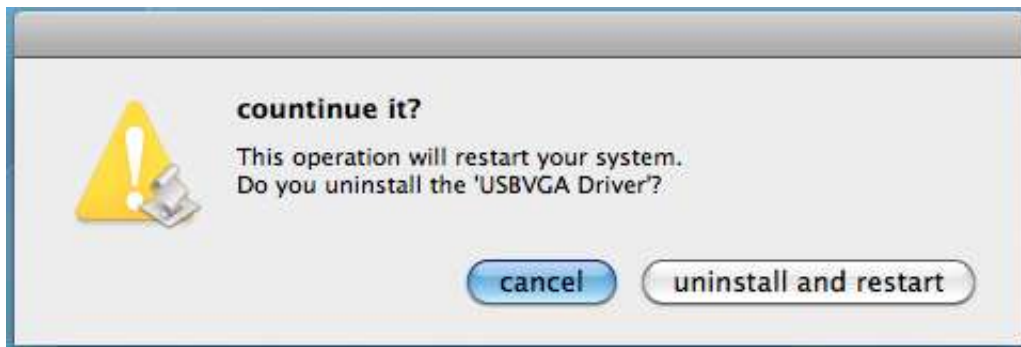 countinue it?
This operation will restart your system.
Do you uninstall the 'USBVGA Driver'?
cancel
uninstall and restart